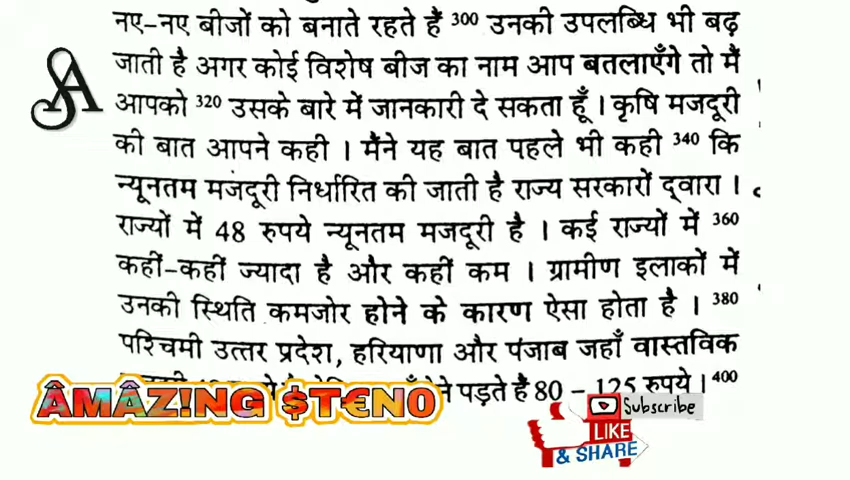 नए-नए बीजों को बनाते रहते हैं 300 उनकी उपलब्धि भी बढ़
जाती है अगर कोई विशेष बीज का नाम आप बतलाएँगे तो मैं
आपको 320 उसके बारे में जानकारी दे सकता हूँ । कृषि मजदूरी
की बात आपने कही । मैंने यह बात पहले भी कही 340 कि
न्यूनतम मजदूरी निर्धारित की जाती है राज्य सरकारों द्वारा ।
राज्यों में 48 रुपये न्यूनतम मजदूरी है । कई राज्यों में 360
कहीं-कहीं ज्यादा है और कहीं कम । ग्रामीण इलाकों में
उनकी स्थिति कमजोर होने के कारण ऐसा होता है । 380
पश्चिमी उत्तर प्रदेश, हरियाणा और पंजाब जहाँ वास्तविक
पड़ते हैं 80 – 125 रुपये । 400
ÂMÂZ!NG $T€NO
Subscribe
LIKE
& SHARE